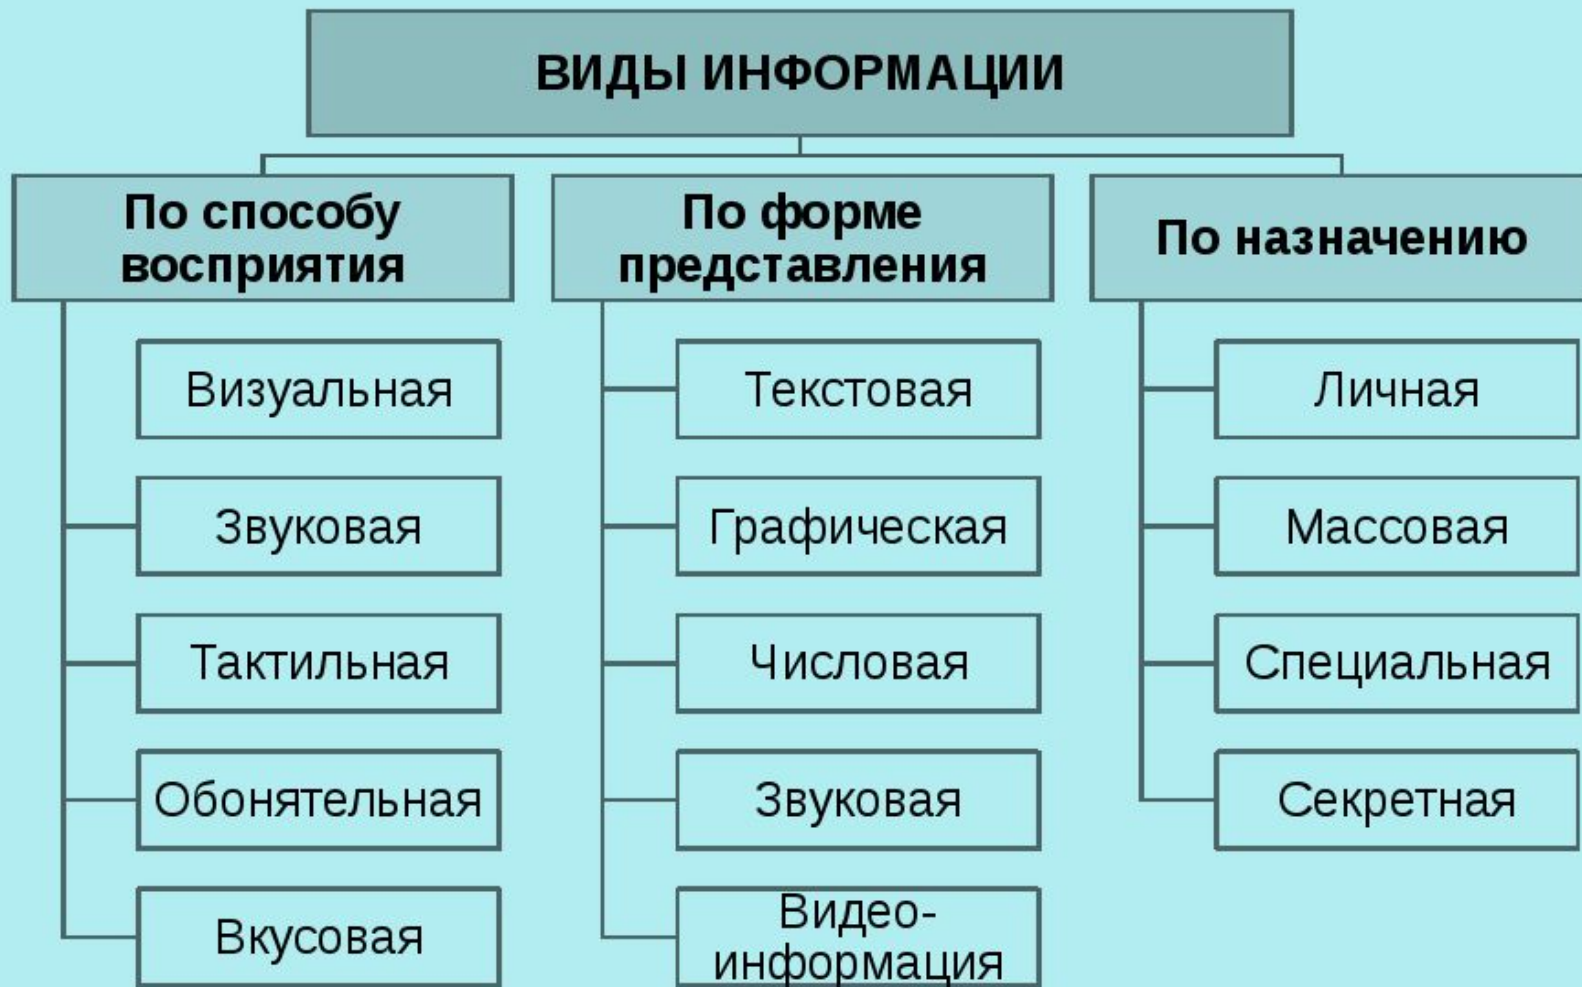 ВИДЫ ИНФОРМАЦИИ
По способу
восприятия
Визуальная
Звуковая
Тактильная
Обонятельная
Вкусовая
По форме
представления
Текстовая
Графическая
Числовая
Звуковая
Видео-
информация
По назначению
Личная
Массовая
Специальная
Секретная